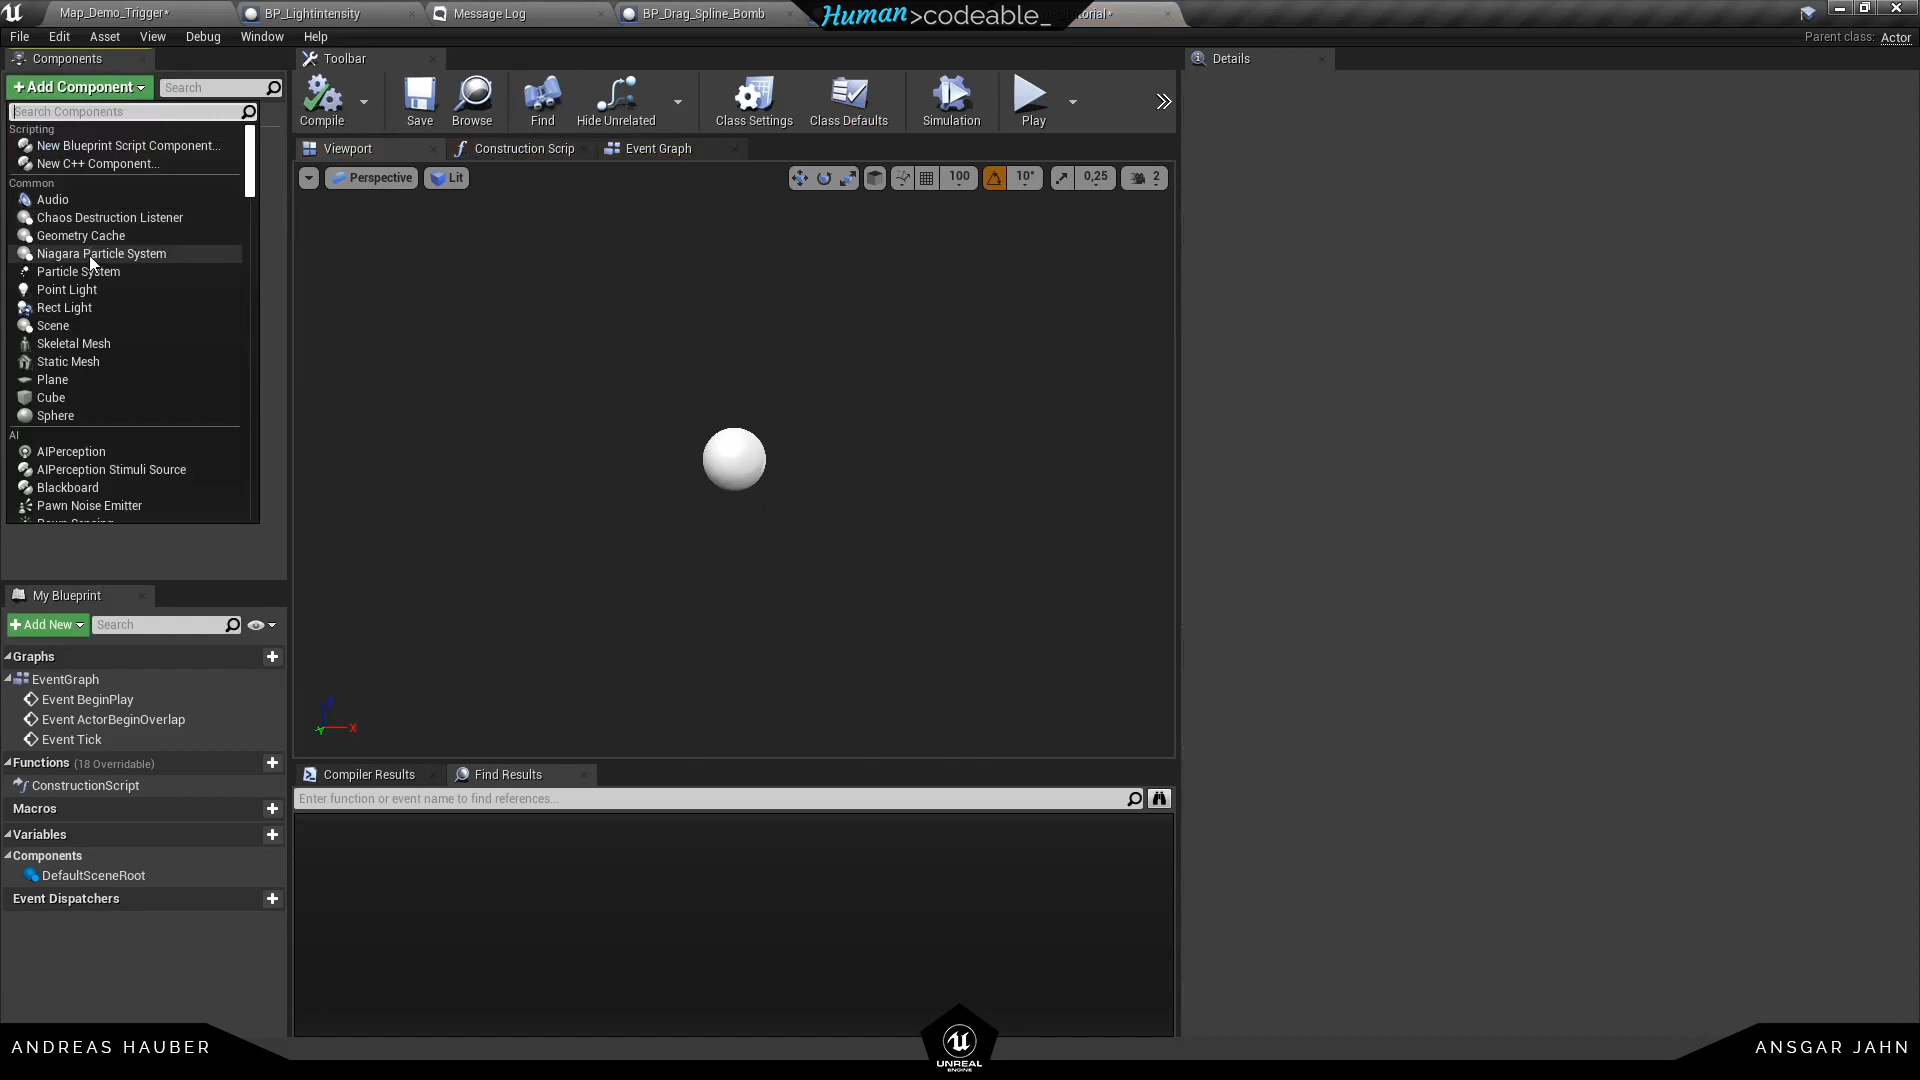 Map_Demo_Trigger*
BP_Lightintensity
Message Log
BP_Drag_Spline_Bomb
Human>codeable_
torial*
File Edit Asset View Debug Window Help
Parent class: Actor
Components
Toolbar
Details
+Add Component
Search
Search Components
Scripting
New Blueprint Script Component...
New C++ Component...
Common
Audio
Chaos Destruction Listener
Geometry Cache
Niagara Particle System
Particle System
Point Light
Rect Light
Scene
Skeletal Mesh
Static Mesh
Plane
Cube
Sphere
AI
AIPerception
AIPerception Stimuli Source
Blackboard
Pawn Noise Emitter
Pawn Sensing
Compile
Save
Browse
Find
Hide Unrelated
Class Settings
Class Defaults
Simulation
Play
Viewport
Construction Scrip
Event Graph
Perspective
Lit
100
10°
0,25
2
Z
X
Y
My Blueprint
+Add New
Search
Graphs
EventGraph
Event BeginPlay
Event ActorBeginOverlap
Event Tick
Functions (18 Overridable)
ConstructionScript
Macros
Variables
Components
DefaultSceneRoot
Event Dispatchers
Compiler Results
Find Results
Enter function or event name to find references...
ANDREAS HAUBER
UNREAL
ENGINE
ANSGAR JAHN